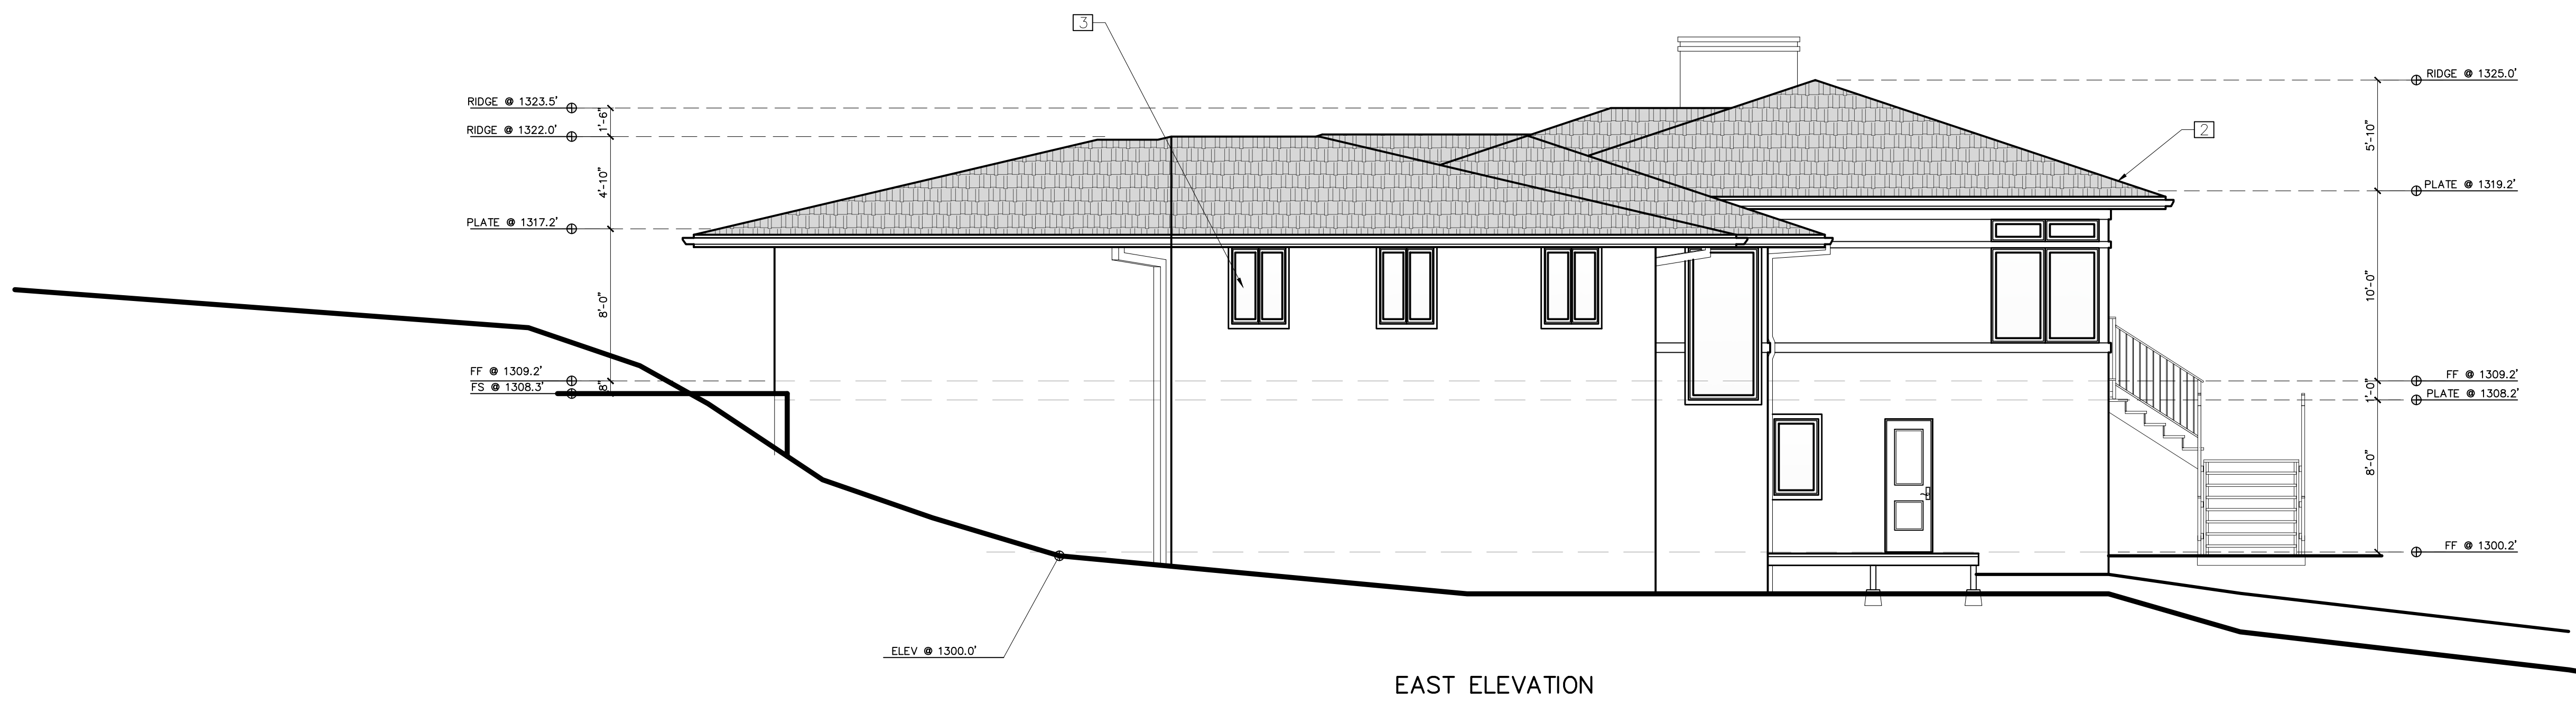 3
RIDGE @ 1323.5'
1'-6"
RIDGE @ 1322.0'
4'-10"
PLATE @ 1317.2'
8'-0"
FF @ 1309.2'
8"
FS @ 1308.3'
RIDGE @ 1325.0'
2
5'-10"
PLATE @ 1319.2'
10'-0"
FF @ 1309.2'
1'-0"
PLATE @ 1308.2'
8'-0"
FF @ 1300.2'
ELEV @ 1300.0'
EAST ELEVATION